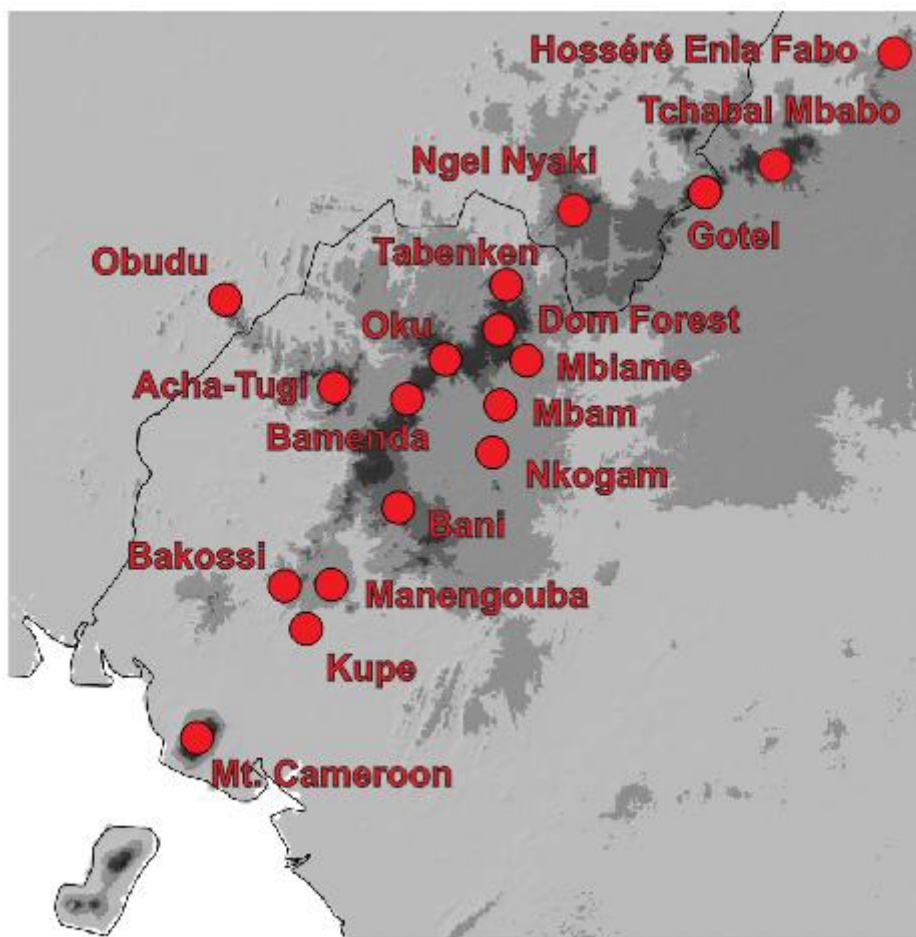 Hosséré Enla Fabo
Tchabal Mbabo
Ngel Nyaki
Gotel
Tabenken
Obudu
Oku
Dom Forest
Mbiame
Acha-Tugi
Mbam
Bamenda
Nkogam
Bani
Bakossi
Manengouba
Kupe
Mt. Cameroon